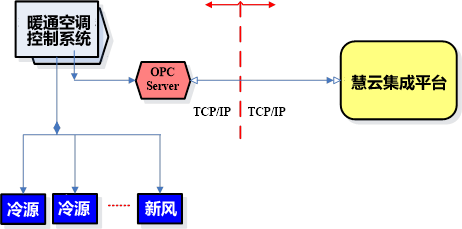 暖通空调
控制系统
OPC
Server
慧云集成平台
TCP/IP
TCP/IP
冷源
冷源
新风